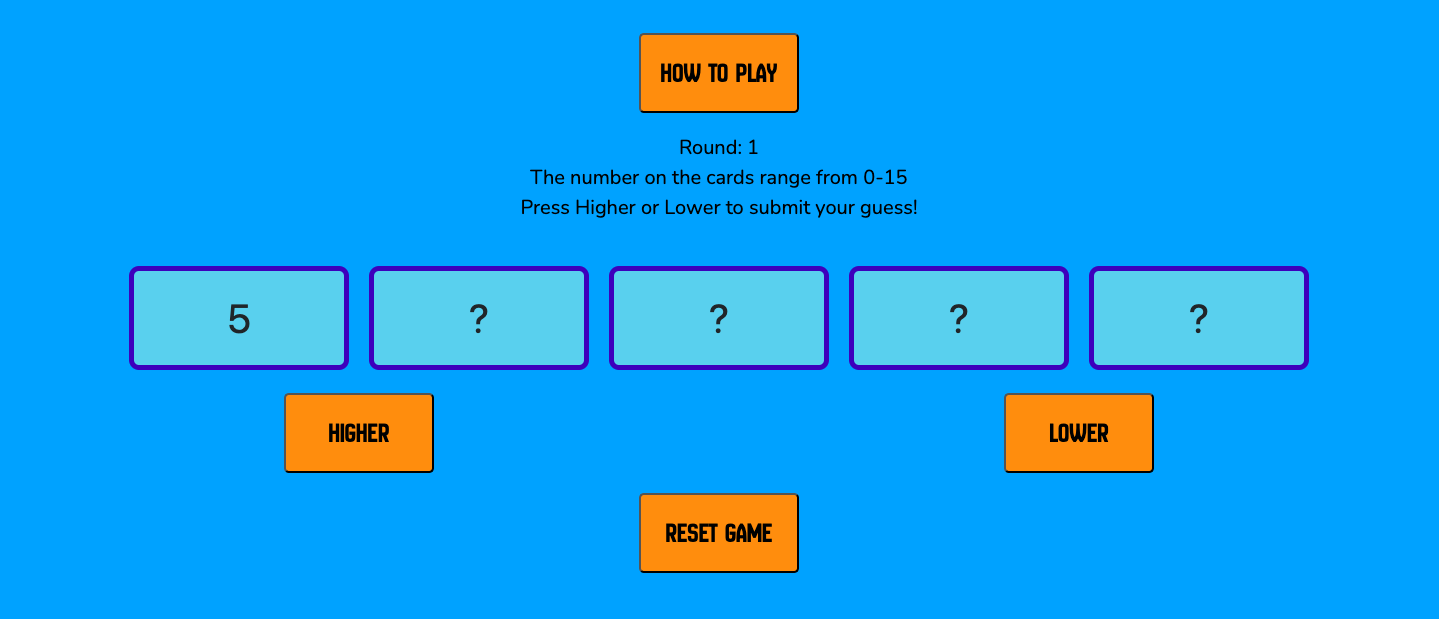 HOW TO PLAY
Round: 1
The number on the cards range from 0-15
Press Higher or Lower to submit your guess!
5 ? ? ? ?
HIGHER LOWER
RESET GAME